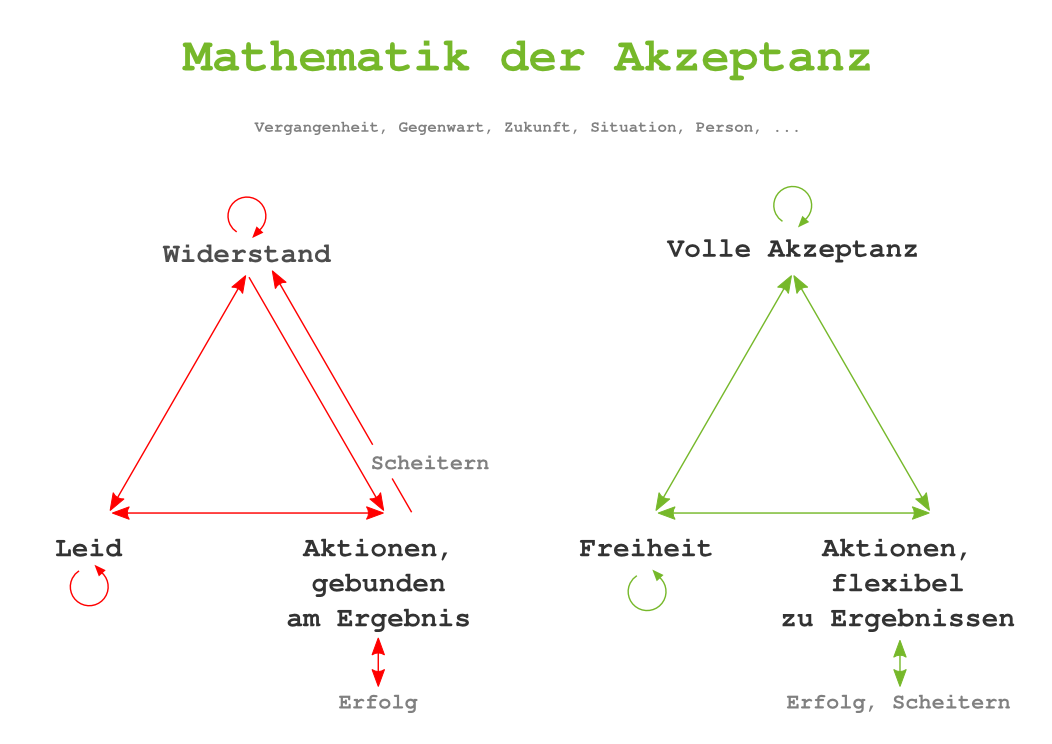 Mathematik der Akzeptanz
Vergangenheit, Gegenwart, Zukunft, Situation, Person, ...
Widerstand
Scheitern
Leid
Aktionen,
gebunden
am Ergebnis
Erfolg
Volle Akzeptanz
Freiheit
Aktionen,
flexibel
zu Ergebnissen
Erfolg, Scheitern